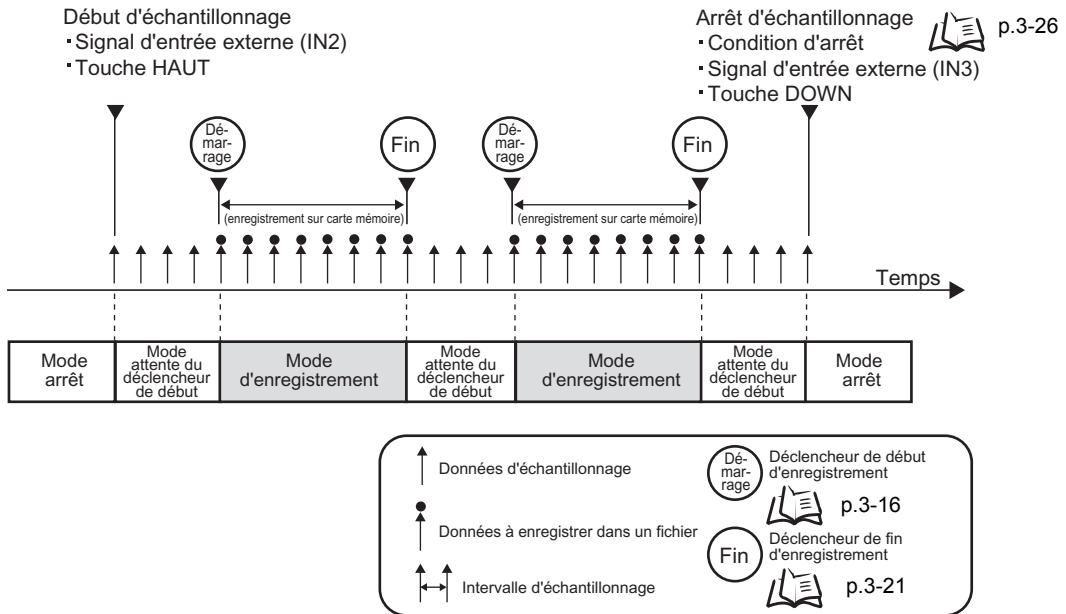 Début d'échantillonnage
▪Signal d'entrée externe (IN2)
▪Touche HAUT
Arrêt d'échantillonnage
p.3-26
▪Condition d'arrêt
▪Signal d'entrée externe (IN3)
▪Touche DOWN
Dé-
mar-
rage
Fin
Dé-
mar-
rage
Fin
(enregistrement sur carte mémoire)
(enregistrement sur carte mémoire)
Temps
Mode
arrêt
Mode
attente du
déclencheur
de début
Mode
d'enregistrement
Mode
attente du
déclencheur
de début
Mode
d'enregistrement
Mode
attente du
déclencheur
de début
Mode
arrêt
Données d'échantillonnage
Données à enregistrer dans un fichier
Intervalle d'échantillonnage
Dé-
mar-
rage
Déclencheur de début
d'enregistrement
p.3-16
Fin
Déclencheur de fin
d'enregistrement
p.3-21